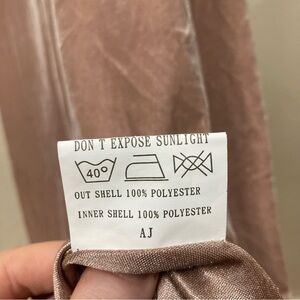 DON T EXPOSE SUNLIGHT
40°
OUT SHELL 100% POLYESTER
INNER SHELL 100% POLYESTER
AJ